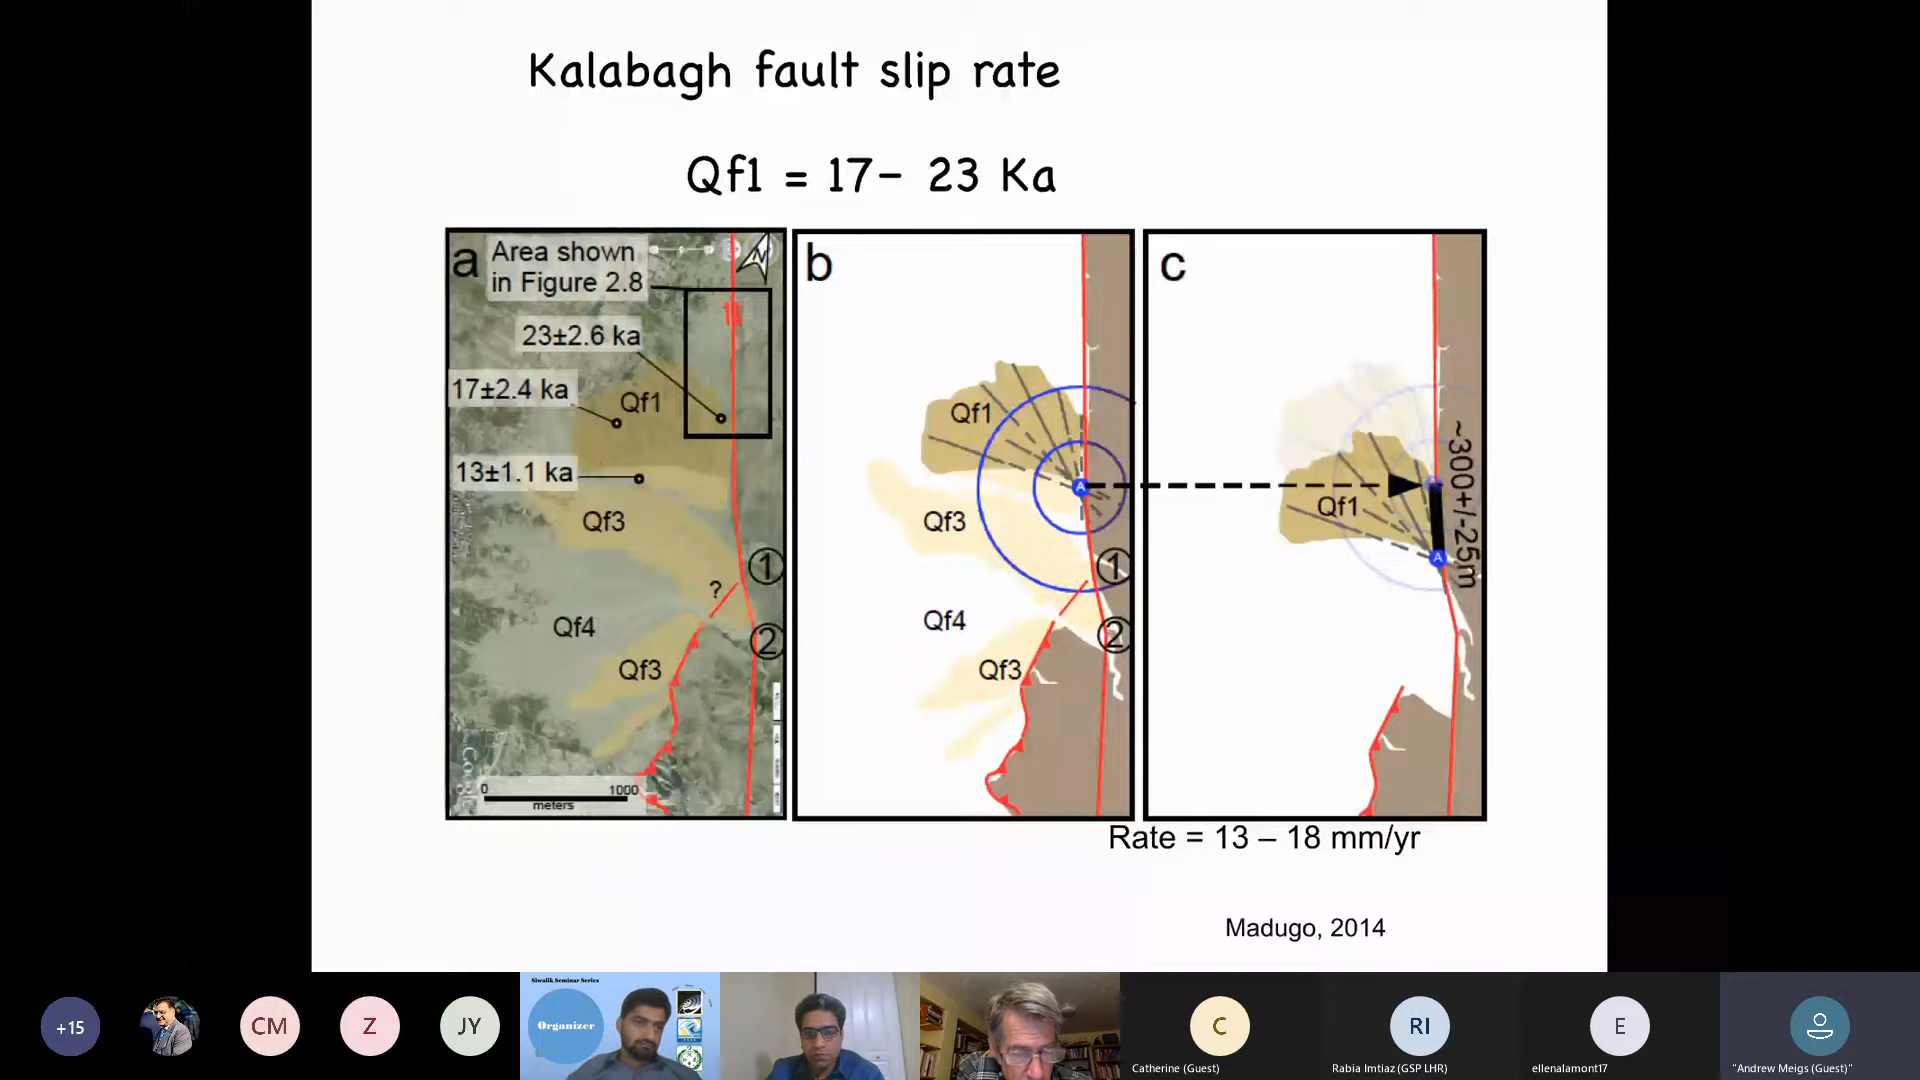 Kalabagh fault slip rate
Qf1 = 17– 23 Ka
a
Area shown
in Figure 2.8
N
23±2.6 ka
17±2.4 ka
Qf1
13±1.1 ka
Qf3
1
?
Qf4
2
Qf3
0
1000
meters
b
Qf1
A
Qf3
1
Qf4
2
Qf3
c
Qf1
A
~300+/-25m
Rate = 13 – 18 mm/yr
Madugo, 2014
+15
CM
Z
JY
Siwalik Seminar Series
Organizer
C
Catherine (Guest)
RI
Rabia Imtiaz (GSP LHR)
E
ellenalamont17
"Andrew Meigs (Guest)"